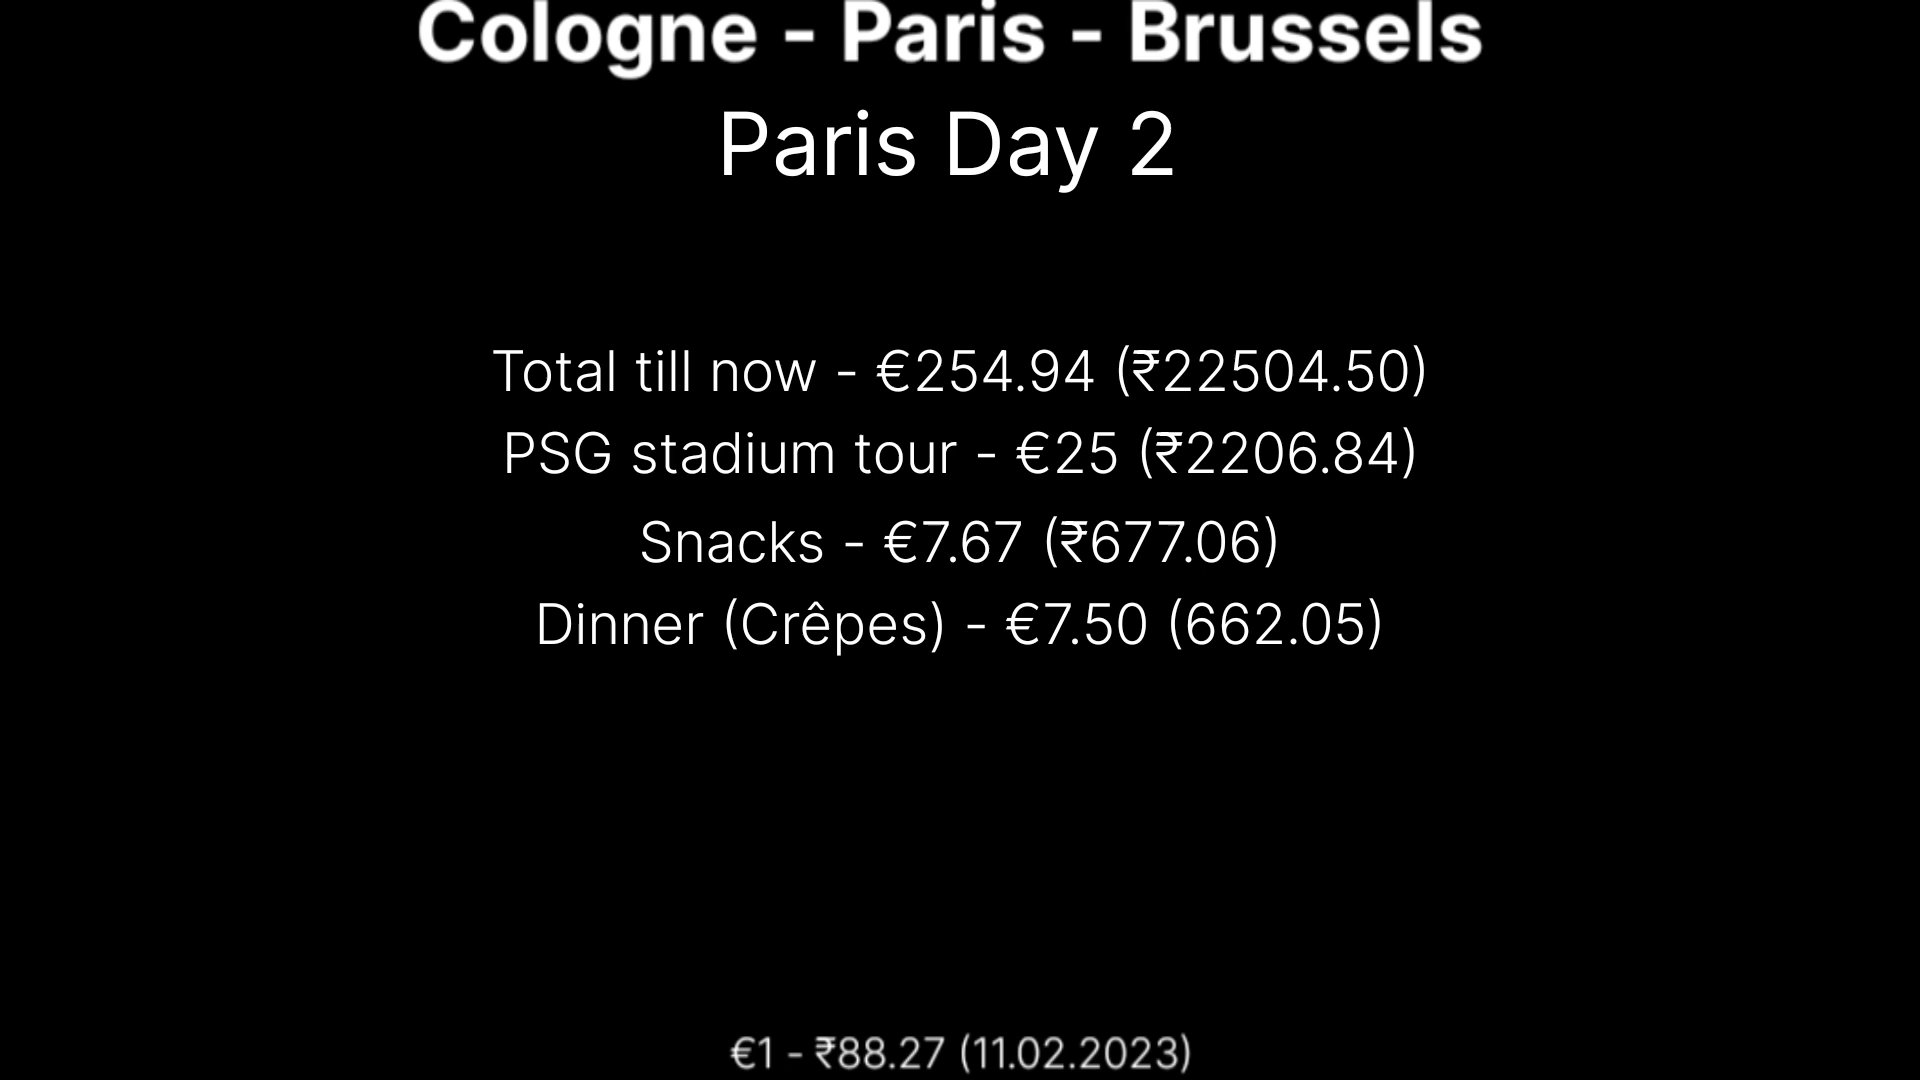 Cologne - Paris - Brussels
Paris Day 2
Total till now - €254.94 (₹22504.50)
PSG stadium tour - €25 (₹2206.84)
Snacks - €7.67 (₹677.06)
Dinner (Crêpes) - €7.50 (662.05)
€1 - ₹88.27 (11.02.2023)